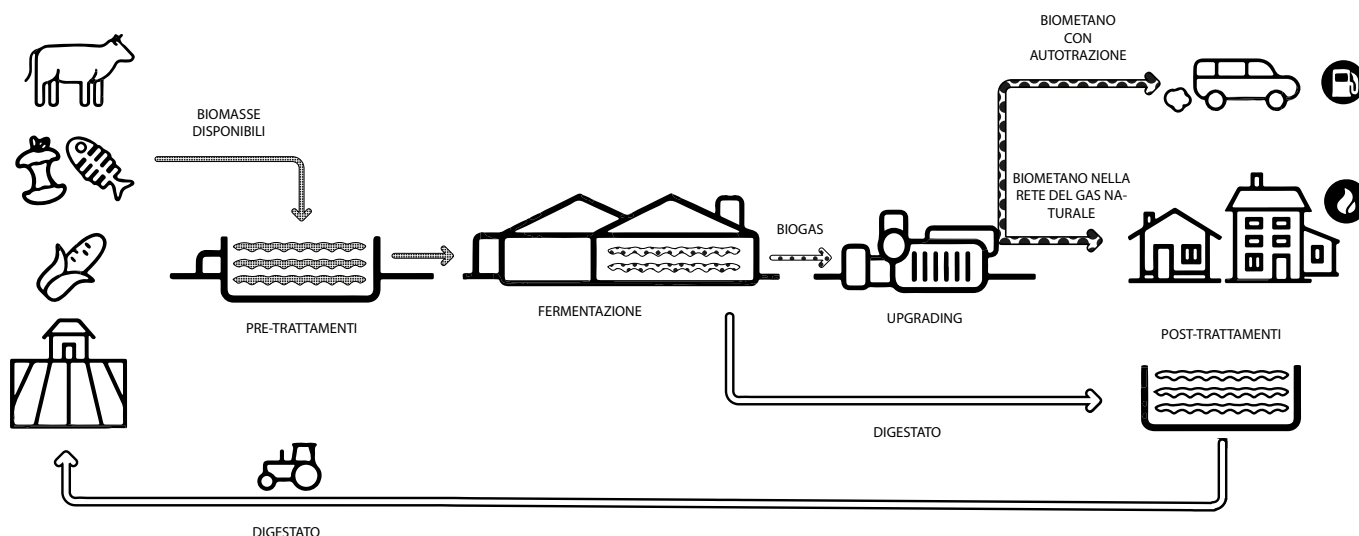 BIOMETANO
CON
AUTOTRAZIONE
BIOMASSE
DISPONIBILI
BIOMETANO NELLA
RETE DEL GAS NA-
TURALE
BIOGAS
FERMENTAZIONE
UPGRADING
PRE-TRATTAMENTI
POST-TRATTAMENTI
DIGESTATO
DIGESTATO